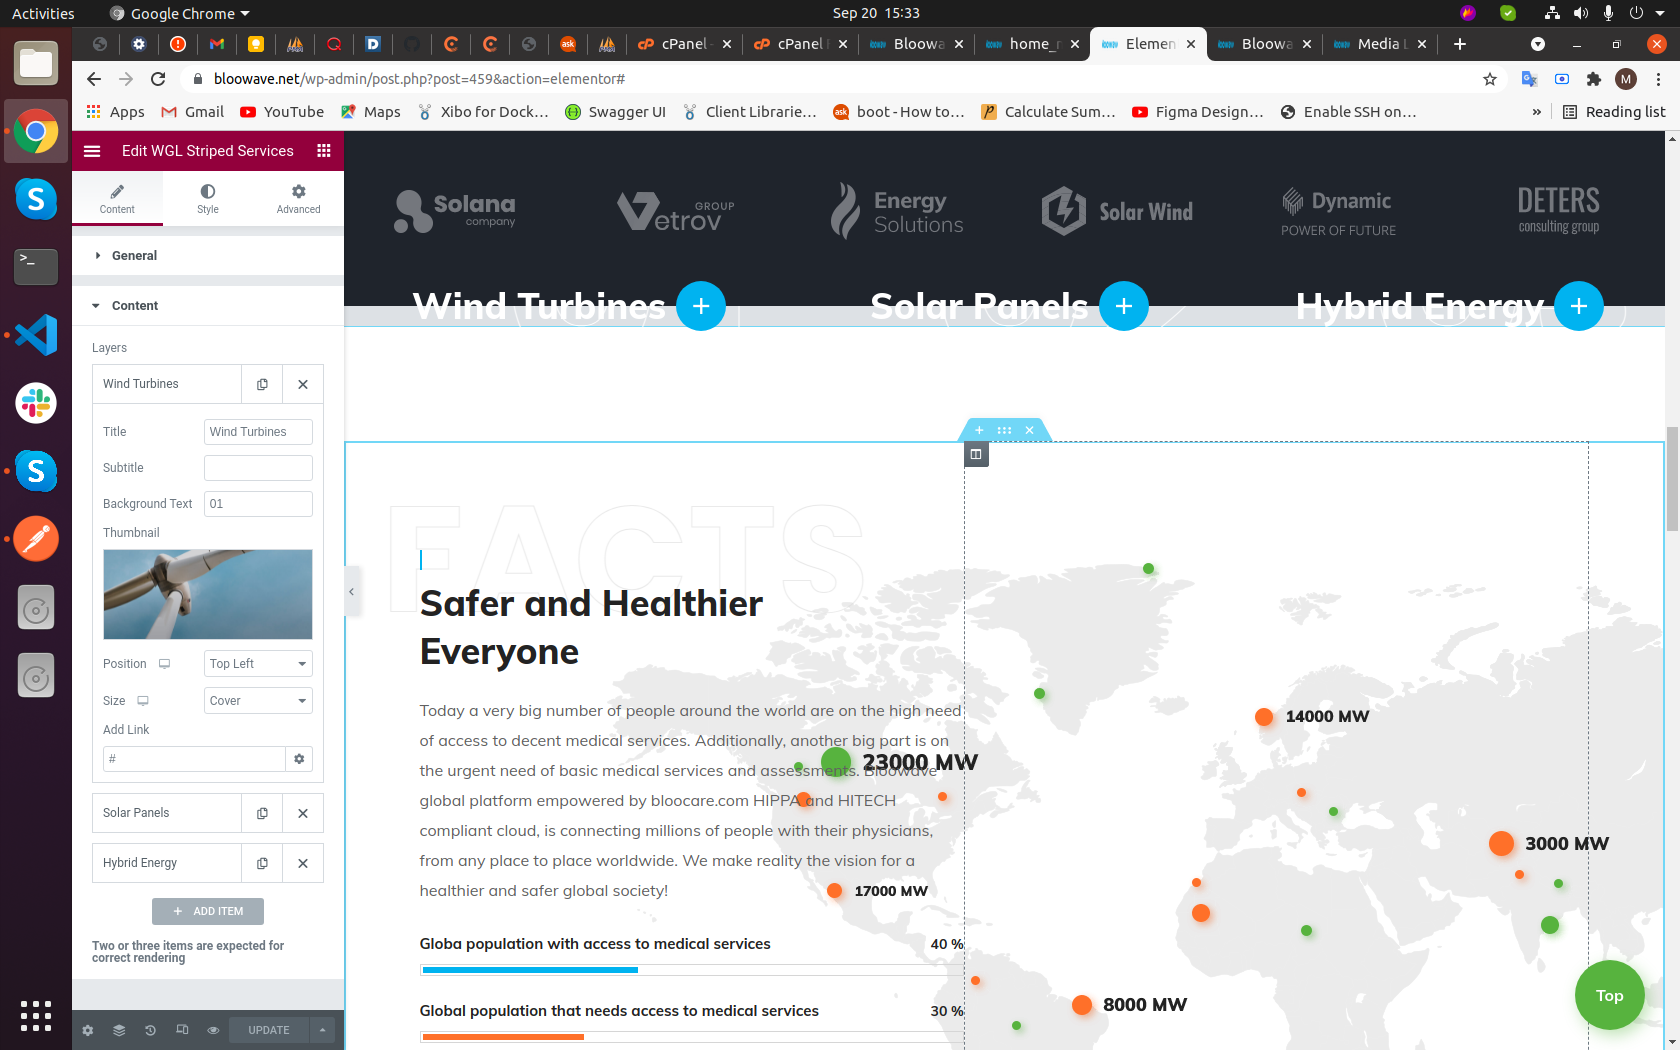 Activities
Google Chrome
Sep 20 15:33
cPanel
cPanel
Bloowa
home_r
Elemen
Bloowa
Media L
bloowave.net/wp-admin/post.php?post=459&action=elementor#
M
Apps
Gmail
YouTube
Maps
Xibo for Dock...
Swagger UI
Client Librarie...
boot - How to...
Calculate Sum...
Figma Design...
Enable SSH on...
»
Reading list
Edit WGL Striped Services
Content
Style
Advanced
General
Content
Layers
Wind Turbines
Title
Wind Turbines
Subtitle
Background Text
01
Thumbnail
Position
Top Left
Size
Cover
Add Link
#
Solar Panels
Hybrid Energy
+ ADD ITEM
Two or three items are expected for
correct rendering
UPDATE
Solana
company
GROUP
Vetrov
Energy
Solutions
Solar Wind
Dynamic
POWER OF FUTURE
DETERS
consulting group
Wind Turbines +
Solar Panels +
Hybrid Energy +
FACTS
Safer and Healthier
Everyone
Today a very big number of people around the world are on the high need
of access to decent medical services. Additionally, another big part is on
the urgent need of basic medical services and assessments. Bloowave
global platform empowered by bloocare.com HIPPA and HITECH
compliant cloud, is connecting millions of people with their physicians,
from any place to place worldwide. We make reality the vision for a
healthier and safer global society!
Globa population with access to medical services
40 %
Global population that needs access to medical services
30 %
23000 MW
17000 MW
14000 MW
3000 MW
8000 MW
Top